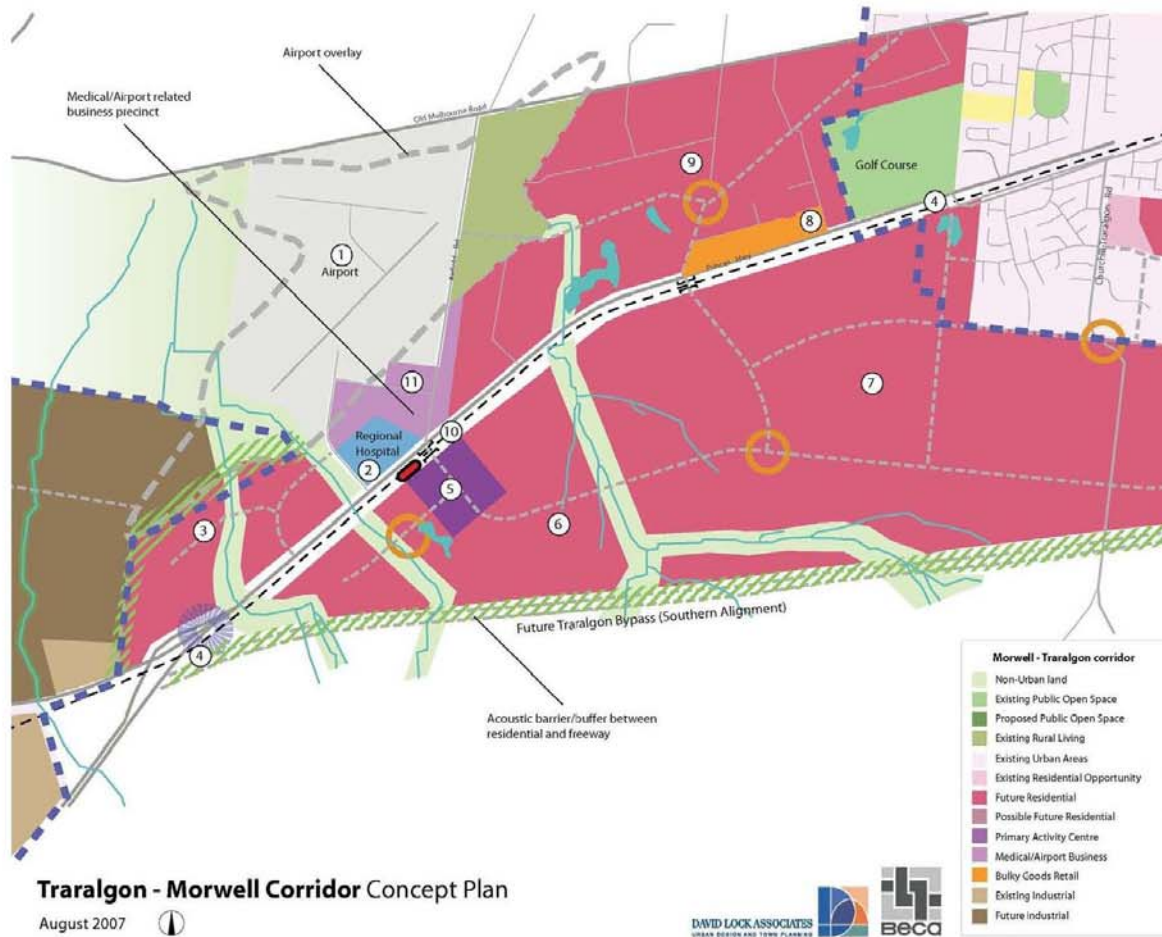 Airport overlay
Medical/Airport related
business precinct
Old Melbourne Road
9
Golf Course
4
8
Princes Hwy
Churchill-Traralgon Rd
1
Airport
11
7
Regional
Hospital
10
2
5
3
6
Future Traralgon Bypass (Southern Alignment)
4
Acoustic barrier/buffer between
residential and freeway
Morwell - Traralgon corridor
Non-Urban land
Existing Public Open Space
Proposed Public Open Space
Existing Rural Living
Existing Urban Areas
Existing Residential Opportunity
Future Residential
Possible Future Residential
Primary Activity Centre
Medical/Airport Business
Bulky Goods Retail
Existing Industrial
Future Industrial
Traralgon - Morwell Corridor Concept Plan
August 2007
DAVID LOCK ASSOCIATES
URBAN DESIGN AND TOWN PLANNING
Beca